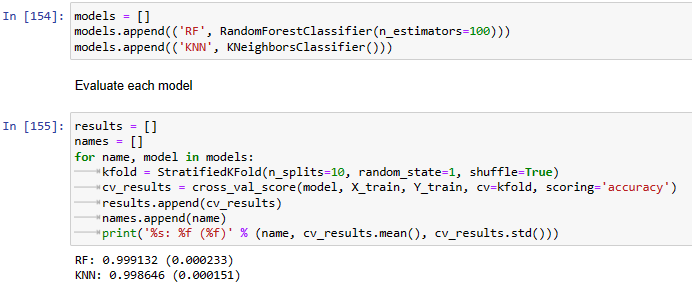 In [154]: models = []
models.append(('RF', RandomForestClassifier(n_estimators=100)))
models.append(('KNN', KNeighborsClassifier()))
Evaluate each model
In [155]: results = []
names = []
for name, model in models:
kfold = StratifiedKFold(n_splits=10, random_state=1, shuffle=True)
cv_results = cross_val_score(model, X_train, Y_train, cv=kfold, scoring='accuracy')
results.append(cv_results)
names.append(name)
print('%s: %f (%f)' % (name, cv_results.mean(), cv_results.std()))
RF: 0.999132 (0.000233)
KNN: 0.998646 (0.000151)